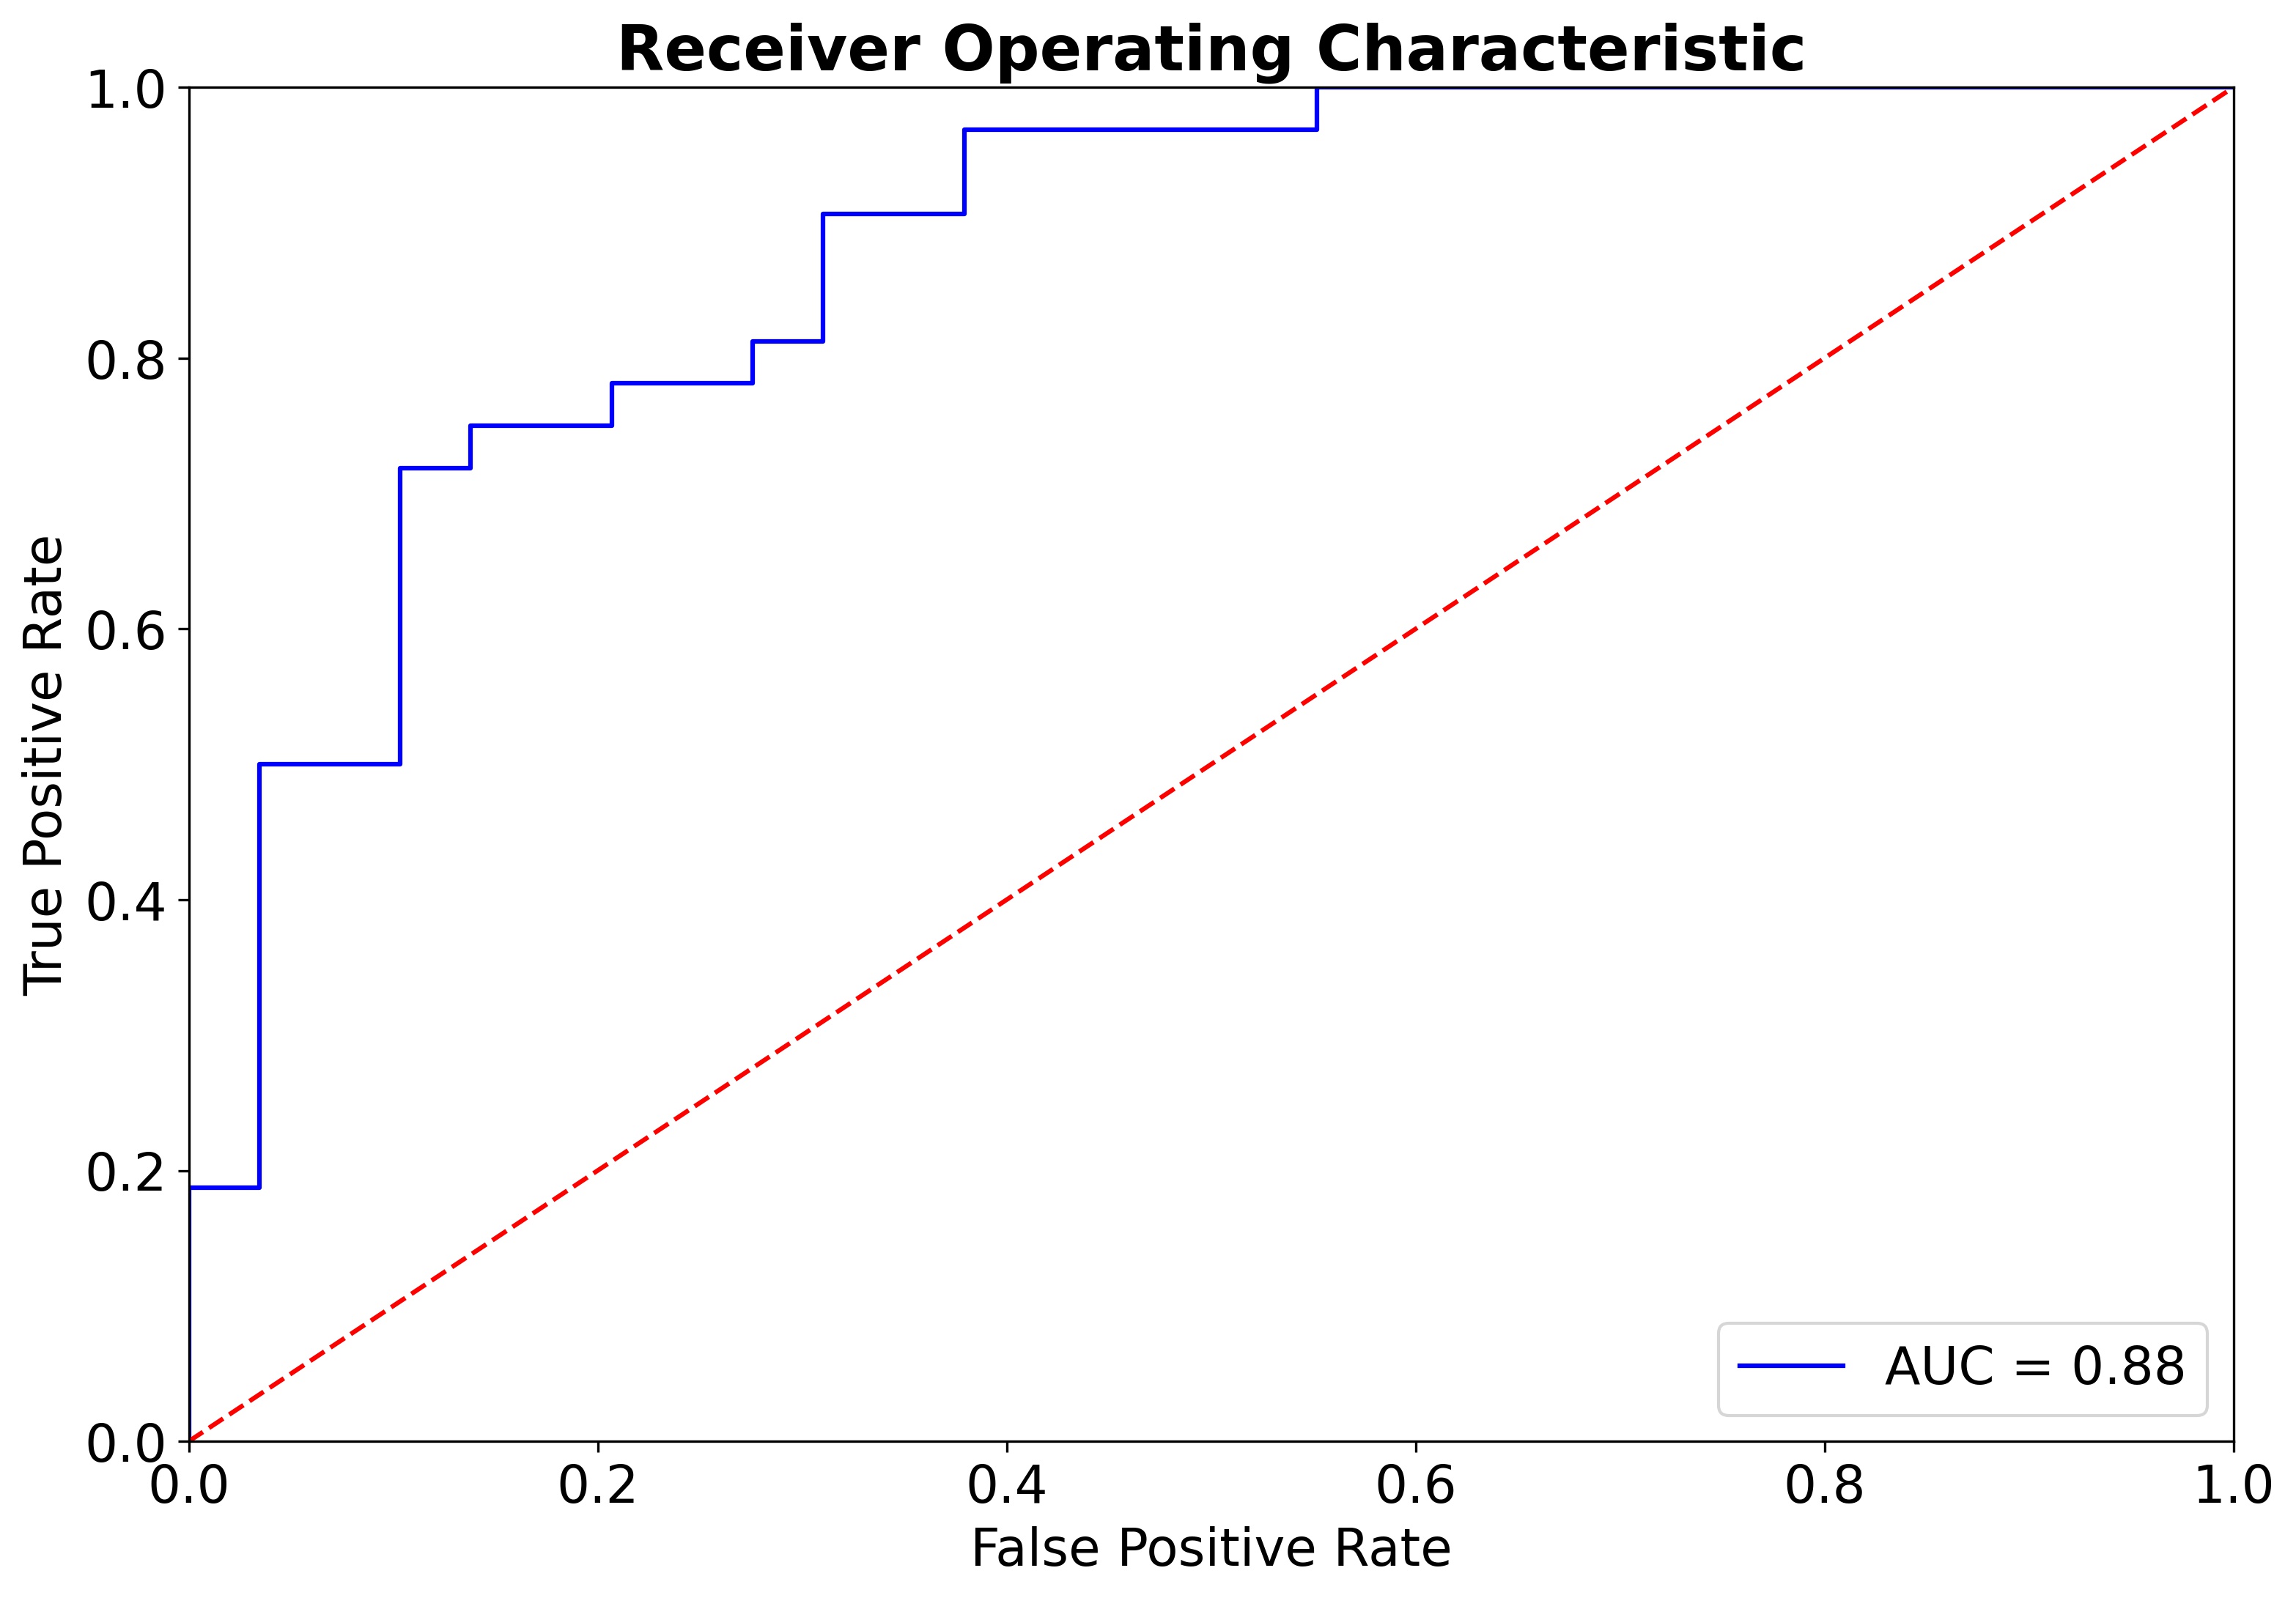 Receiver Operating Characteristic
1.0
0.8
0.6
0.4
0.2
0.0
True Positive Rate
AUC = 0.88
0.0 0.2 0.4 0.6 0.8 1.0
False Positive Rate